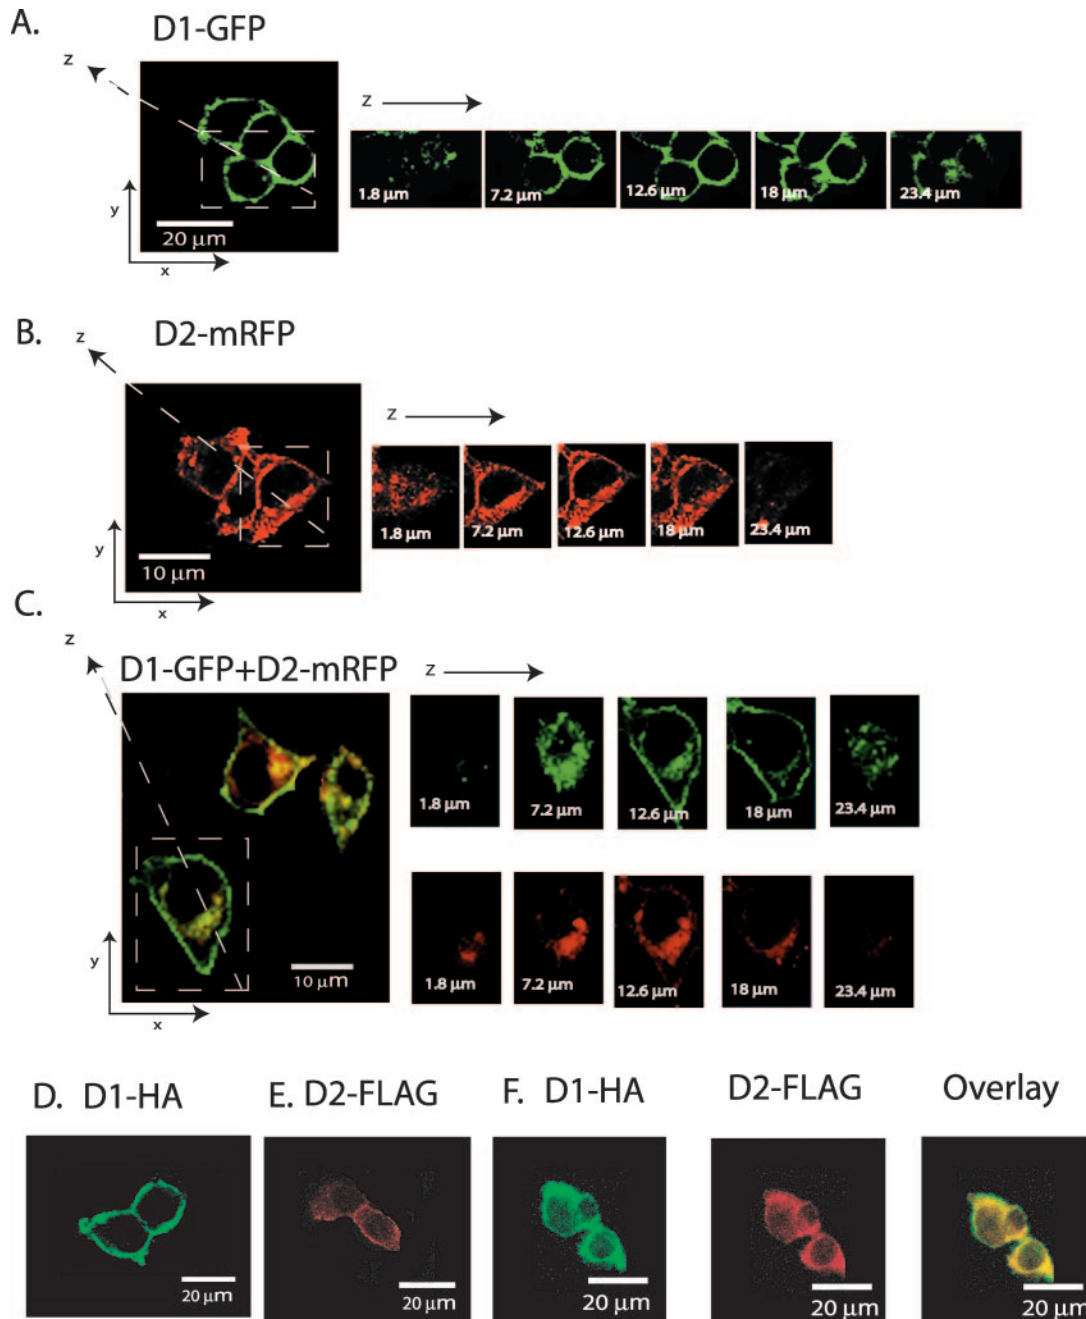 A.
D1-GFP
z
z
1.8 µm
7.2 µm
12.6 µm
18 µm
23.4 µm
y
20 µm
x
B.
D2-mRFP
z
z
1.8 µm
7.2 µm
12.6 µm
18 µm
23.4 µm
y
10 µm
x
C.
z
D1-GFP+D2-mRFP
z
1.8 µm
7.2 µm
12.6 µm
18 µm
23.4 µm
1.8 µm
7.2 µm
12.6 µm
18 µm
23.4 µm
y
10 µm
x
D. D1-HA
E. D2-FLAG
F. D1-HA
D2-FLAG
Overlay
20 µm
20 µm
20 µm
20 µm
20 µm